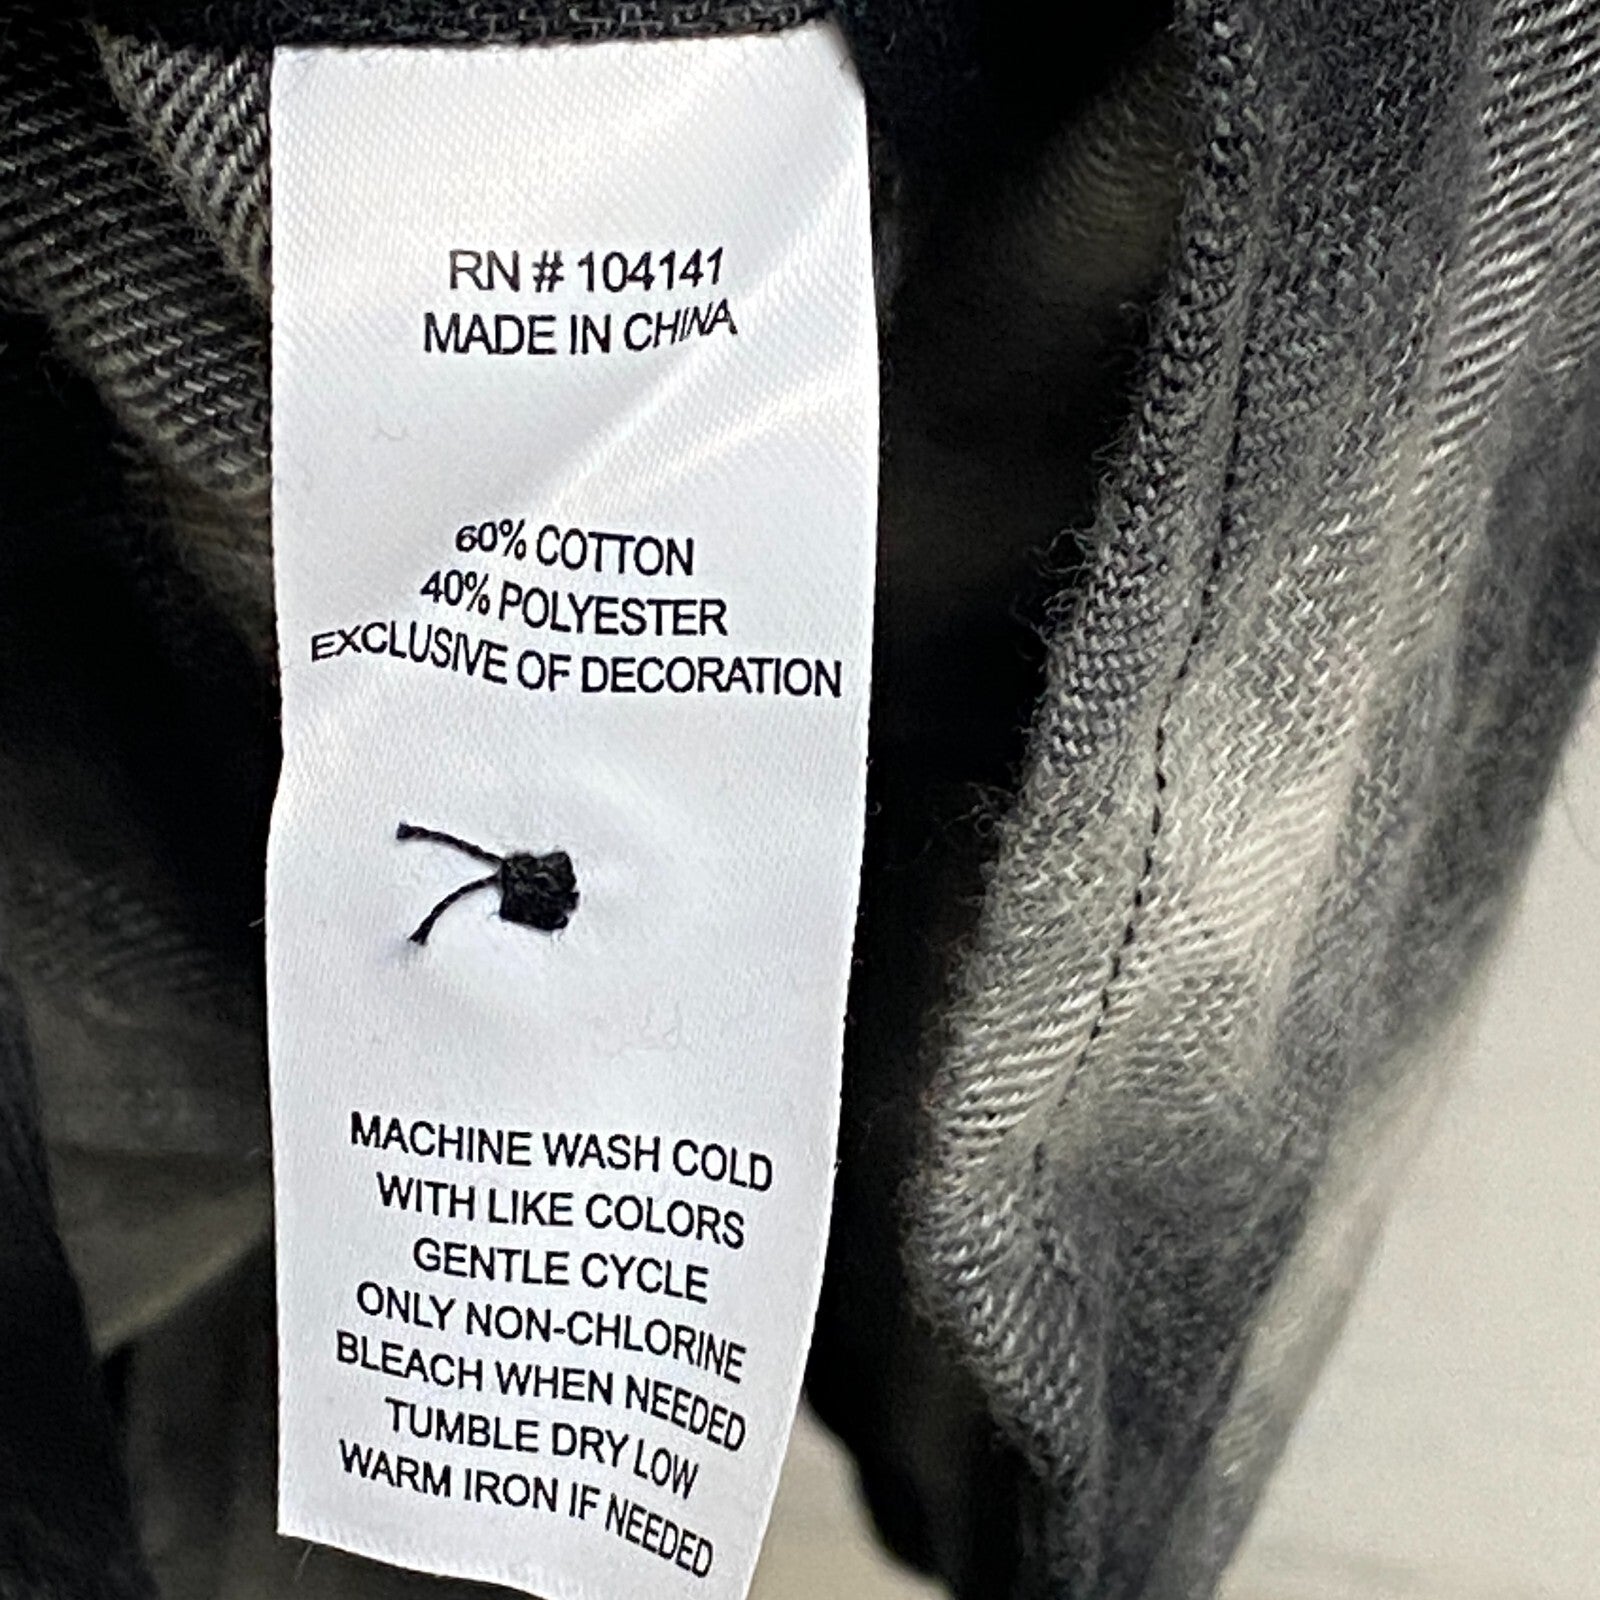 RN # 104141
MADE IN CHINA
60% COTTON
40% POLYESTER
EXCLUSIVE OF DECORATION
MACHINE WASH COLD
WITH LIKE COLORS
GENTLE CYCLE
ONLY NON-CHLORINE
BLEACH WHEN NEEDED
TUMBLE DRY LOW
WARM IRON IF NEEDED